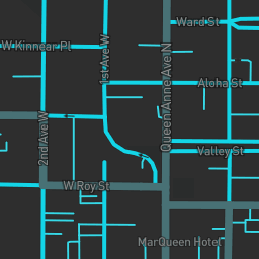 Ward St
W Kinnear Pl
1st Ave W
Queen Anne Ave N
Aloha St
2nd Ave W
Valley St
W Roy St
MarQueen Hotel